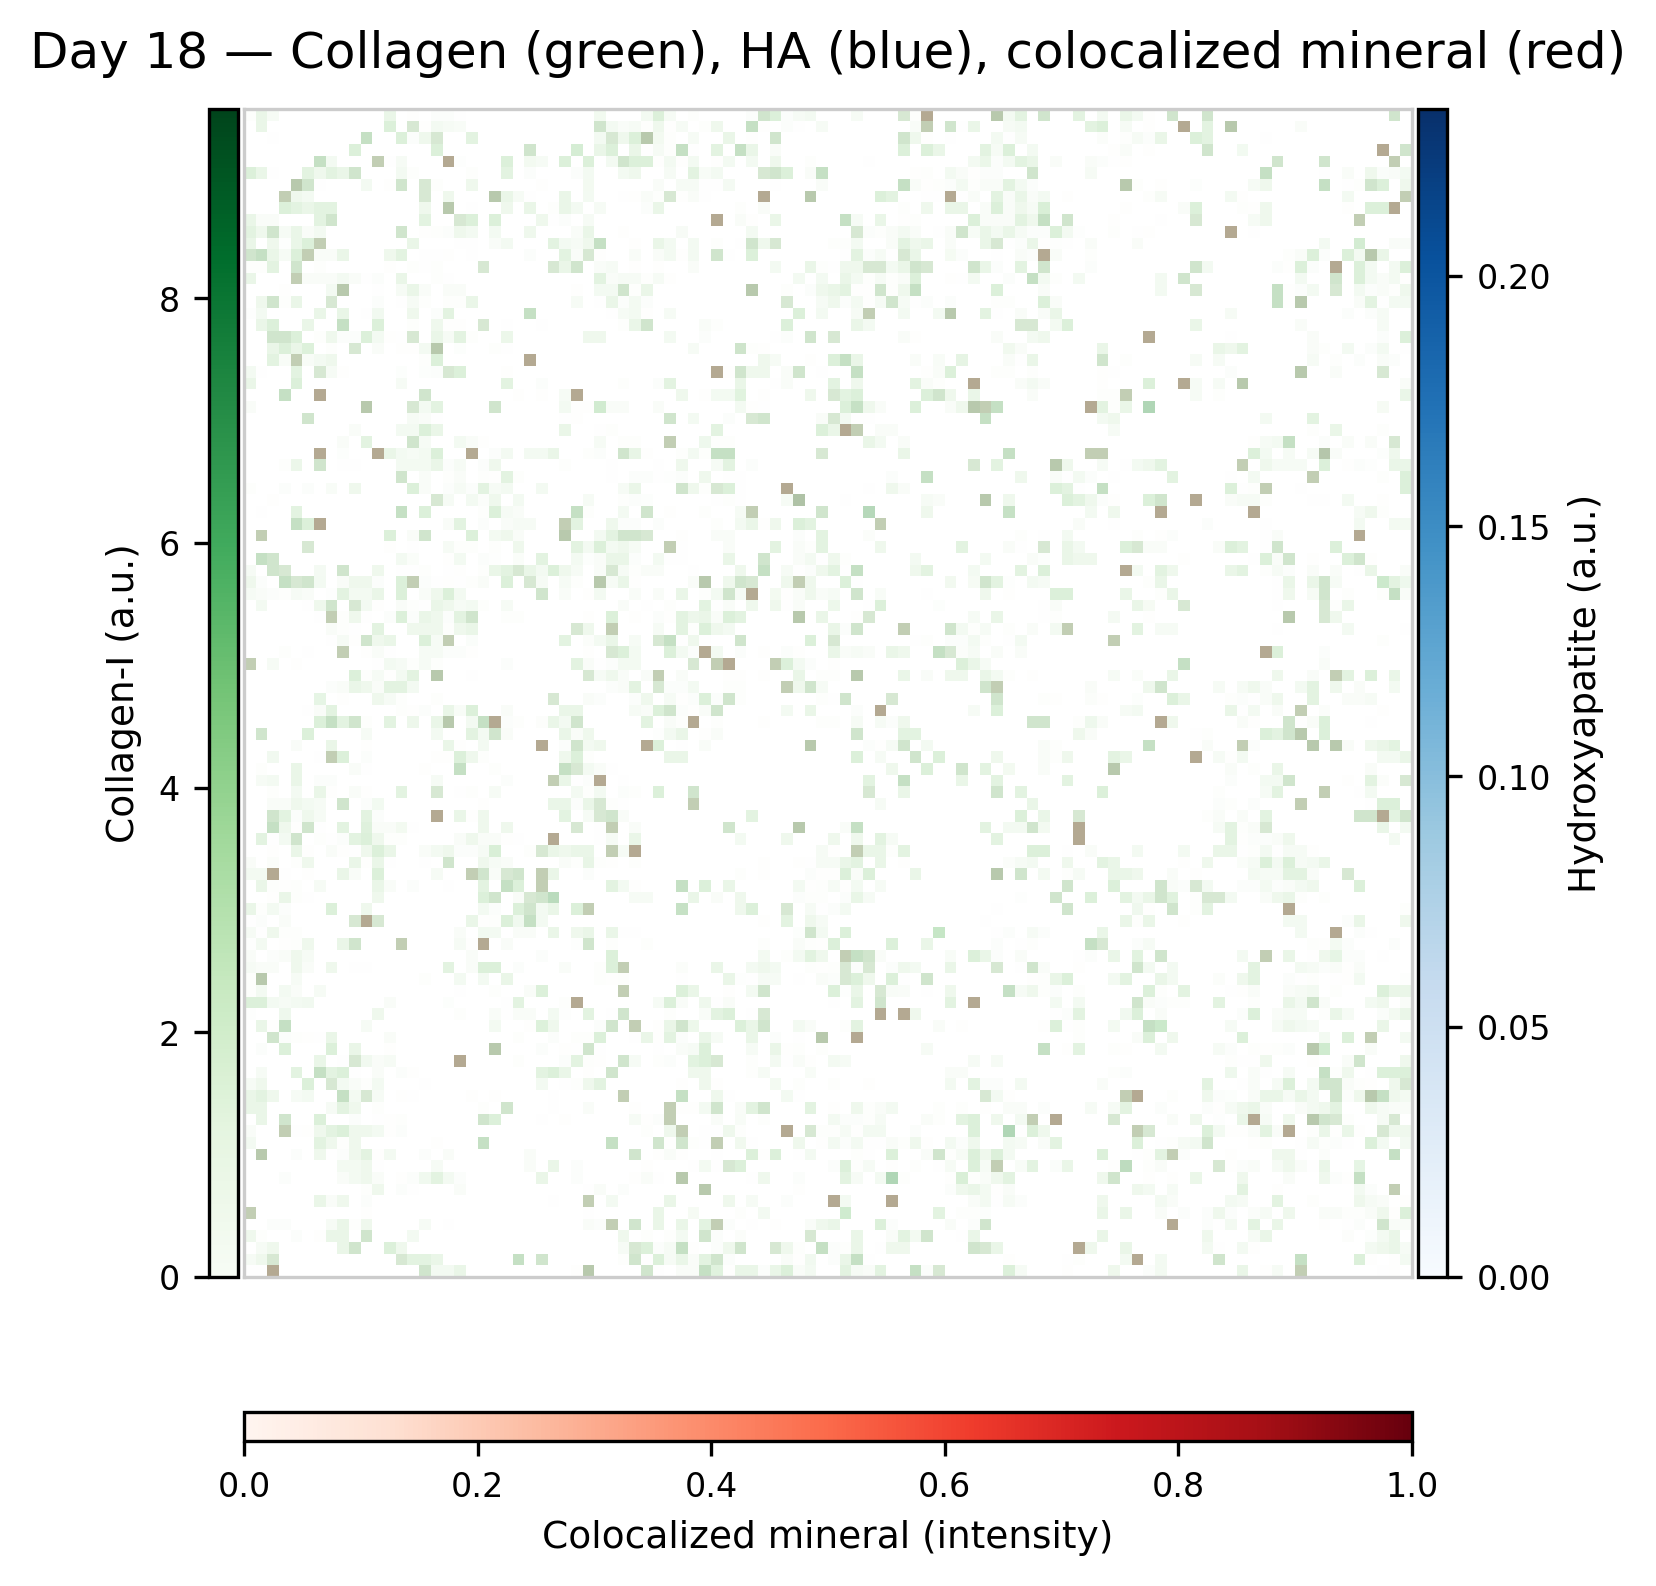 Day 18 — Collagen (green), HA (blue), colocalized mineral (red)
Collagen-I (a.u.)
8
6
4
2
0
0.20
0.15
0.10
0.05
0.00
Hydroxyapatite (a.u.)
0.0 0.2 0.4 0.6 0.8 1.0
Colocalized mineral (intensity)